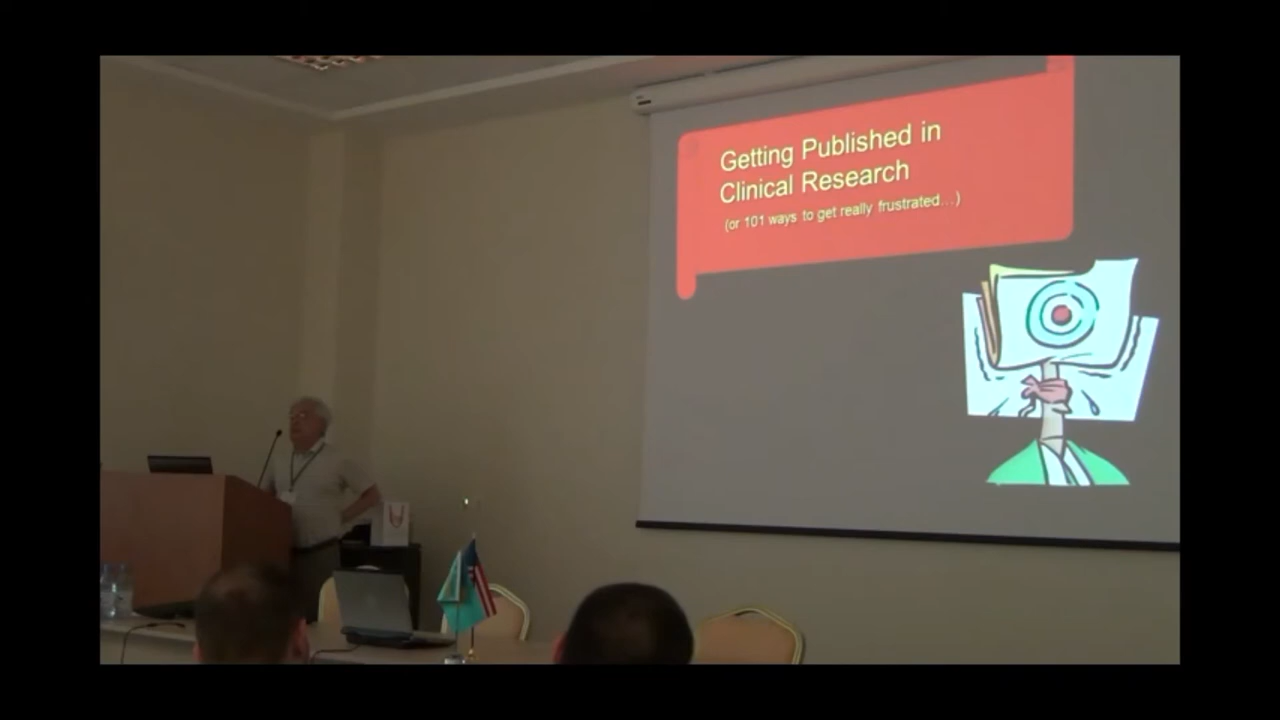 Getting Published in
Clinical Research
(or 101 ways to get really frustrated...)